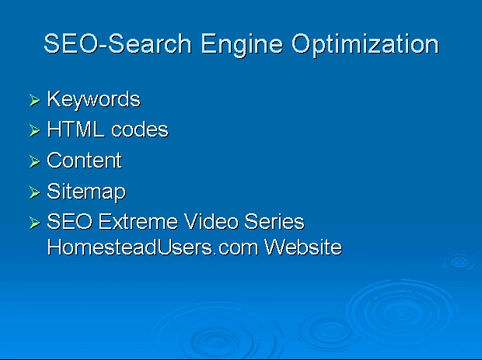 SEO-Search Engine Optimization
Keywords
HTML codes
Content
Sitemap
SEO Extreme Video Series
HomesteadUsers.com Website